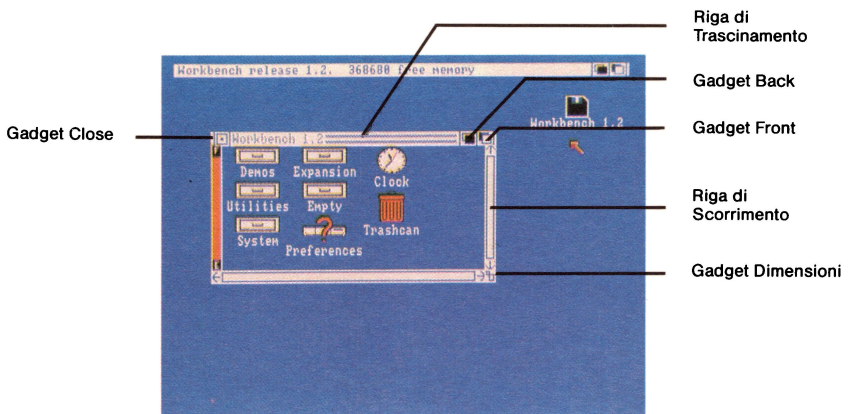 Riga di
Trascinamento
Workbench release 1.2. 368680 free memory
Gadget Back
Workbench 1.2
Gadget Close
Workbench 1.2
Gadget Front
Demos Expansion Clock
Utilities Empty
Trashcan
Riga di
Scorrimento
System
Preferences
Gadget Dimensioni